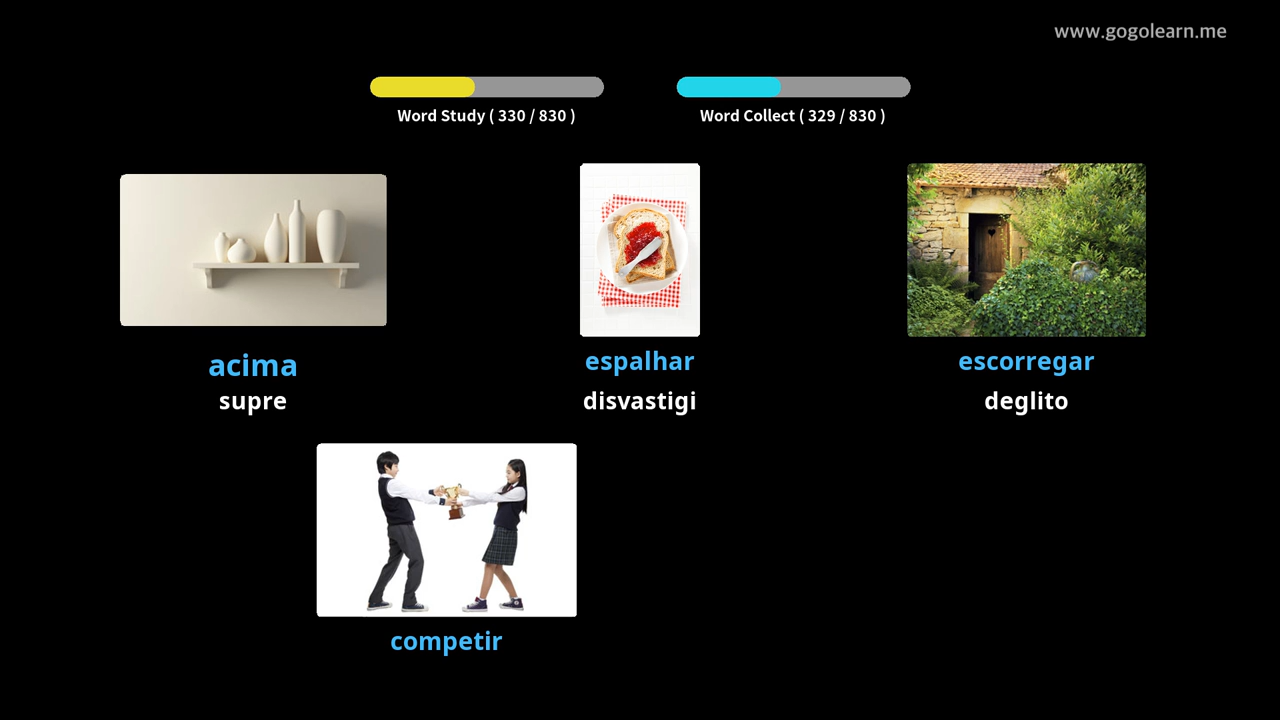 www.gogolearn.me
Word Study ( 330 / 830 )
Word Collect ( 329 / 830 )
acima
supre
espalhar
disvastigi
escorregar
deglito
competir